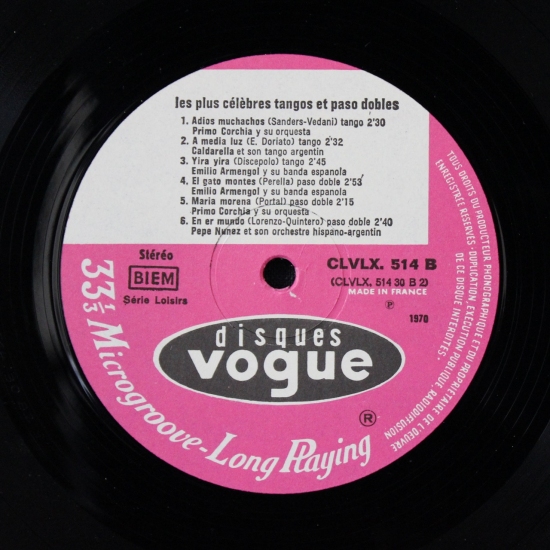 les plus célèbres tangos et paso dobles
1. Adios muchachos (Sanders-Vedani) tango 2'30
Primo Corchia y su orquesta
2. A media luz (E. Doriato) tango 2'32
Caldarella et son tango argentin
3. Yira yira (Discepolo) tango 2'45
Emilio Armengol y su banda espanola
4. El gato montes (Perella) paso doble 2'53
Emilio Armengol y su banda espanola
5. Maria morena (Portal) paso doble 2'15
Primo Corchia y su orquesta
6. En er mundo (Lorenzo-Quintero) paso doble 2'40
Pepe Nunez et son orchestre hispano-argentin
Stéréo
BIEM
Série Loisirs
CLVLX. 514 B
(CLVLX. 514 30 B 2)
MADE IN FRANCE
℗ 1970
disques
vogue
®
33 1/3 Microgroove-Long Playing
TOUS DROITS DU PRODUCTEUR PHONOGRAPHIQUE ET DU PROPRIETAIRE DE L'OEUVRE
ENREGISTREE RESERVES - DUPLICATION, EXECUTION PUBLIQUE, RADIODIFFUSION
DE CE DISQUE INTERDITES -